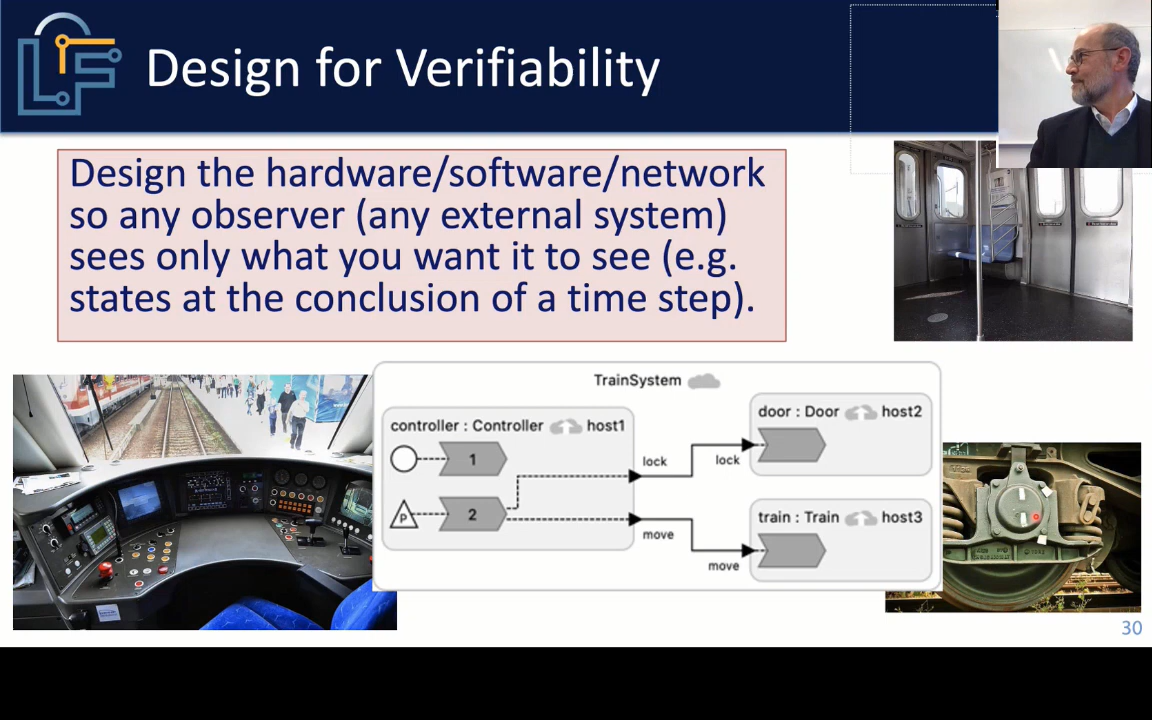 Design for Verifiability
Design the hardware/software/network
so any observer (any external system)
sees only what you want it to see (e.g.
states at the conclusion of a time step).
TrainSystem
controller : Controller host1
1
P
2
lock
lock
move
move
door : Door host2
train : Train host3
30